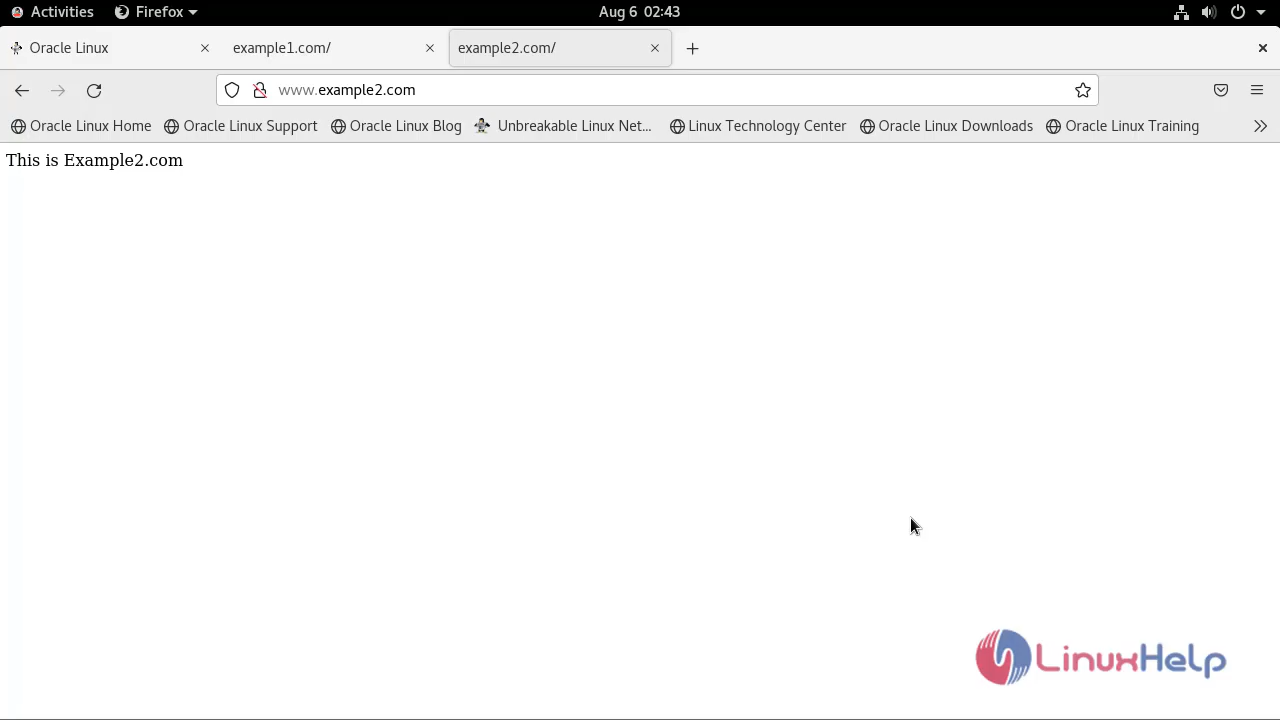 Activities Firefox Aug 6 02:43
Oracle Linux example1.com/ example2.com/
www.example2.com
Oracle Linux Home Oracle Linux Support Oracle Linux Blog Unbreakable Linux Net... Linux Technology Center Oracle Linux Downloads Oracle Linux Training
This is Example2.com
LinuxHelp